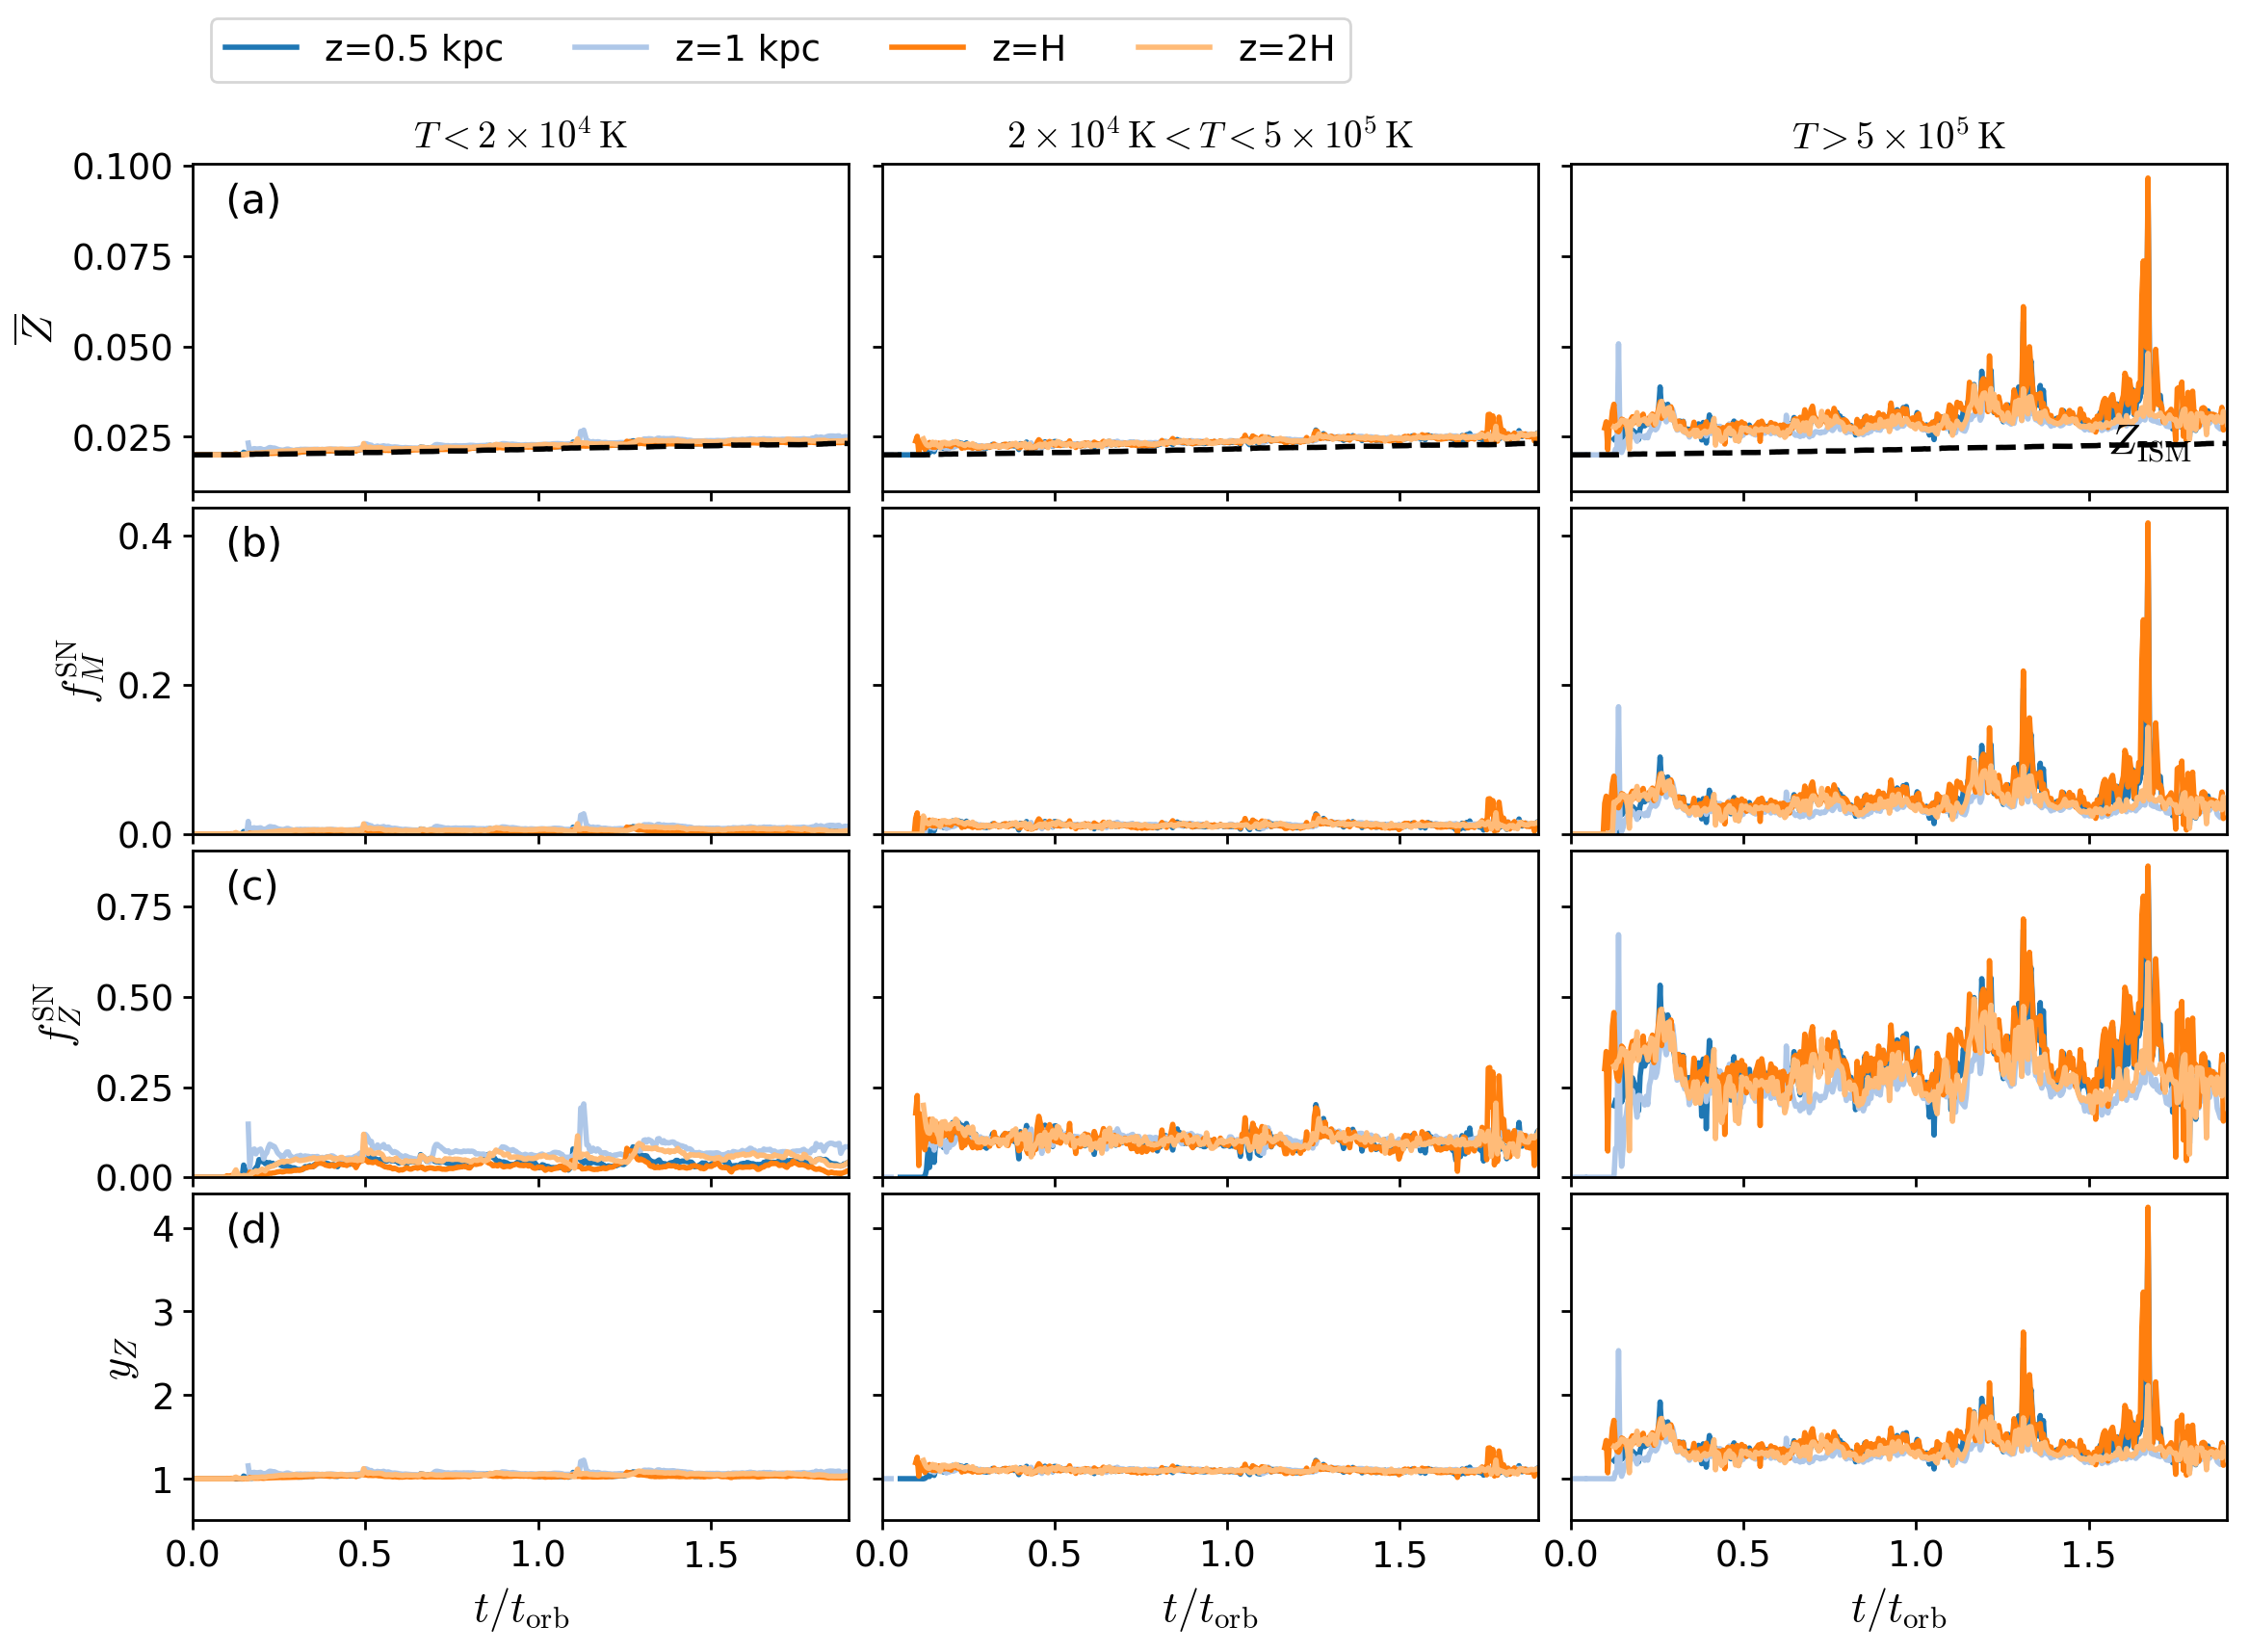 z=0.5 kpc z=1 kpc z=H z=2H
T < 2 × 10⁴ K 2 × 10⁴ K < T < 5 × 10⁵ K T > 5 × 10⁵ K
(a)
0.100
0.075
0.050
0.025
Z̅
Z_ISM
(b)
0.4
0.2
0.0
f_M^SN
(c)
0.75
0.50
0.25
0.00
f_Z^SN
(d)
4
3
2
1
y_Z
0.0 0.5 1.0 1.5 0.0 0.5 1.0 1.5 0.0 0.5 1.0 1.5
t/t_orb t/t_orb t/t_orb